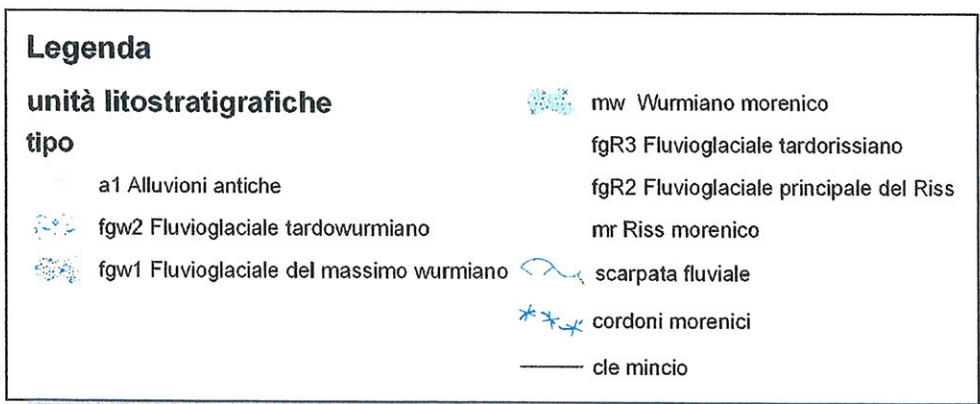 Legenda
unità litostratigrafiche
tipo
a1 Alluvioni antiche
fgw2 Fluvioglaciale tardowurmiano
fgw1 Fluvioglaciale del massimo wurmiano
mw Wurmiano morenico
fgR3 Fluvioglaciale tardorissiano
fgR2 Fluvioglaciale principale del Riss
mr Riss morenico
scarpata fluviale
cordoni morenici
cle mincio